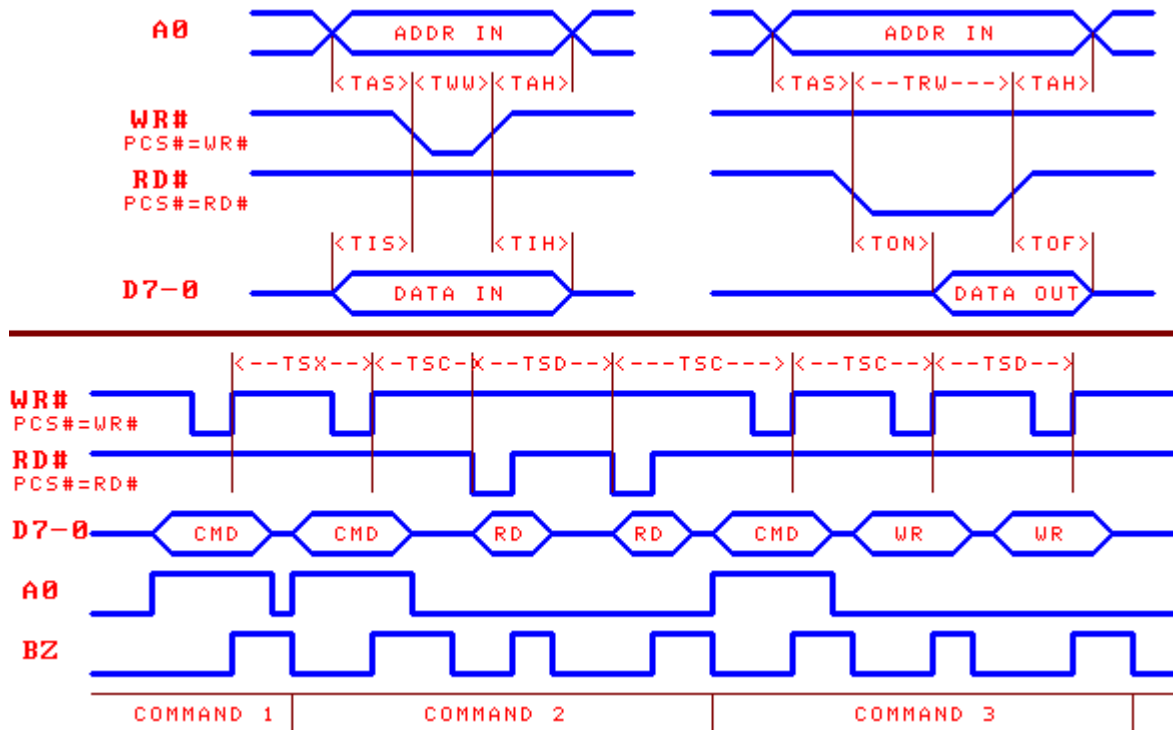 A0 ADDR IN ADDR IN
<TAS><TWW><TAH> <TAS><--TRW---><TAH>
WR#
PCS#=WR#
RD#
PCS#=RD#
<TIS> <TIH> <TON> <TOF>
D7-0 DATA IN DATA OUT
<--TSX--><-TSC-X--TSD--><---TSC---><--TSC--><--TSD-->
WR#
PCS#=WR#
RD#
PCS#=RD#
D7-0 CMD CMD RD RD CMD WR WR
A0
BZ
COMMAND 1 COMMAND 2 COMMAND 3